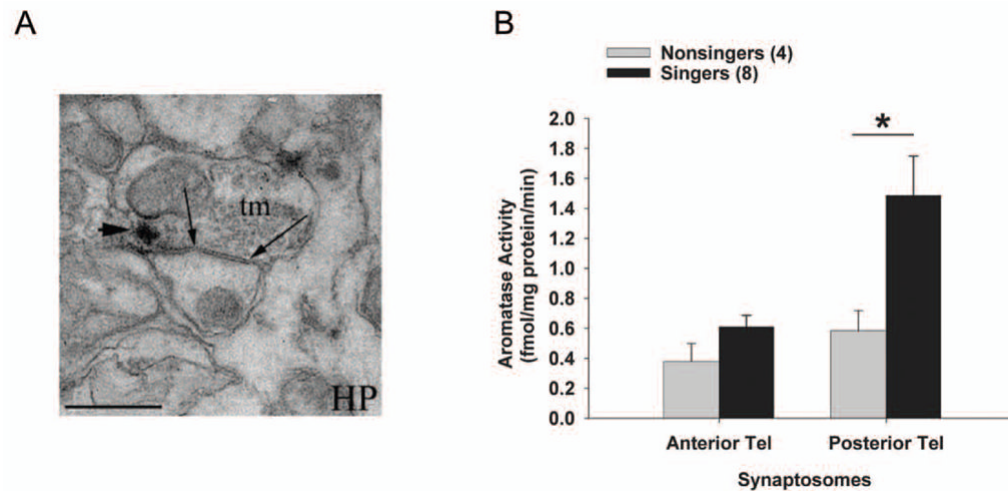 A
tm
HP
B
Nonsingers (4)
Singers (8)
Aromatase Activity
(fmol/mg protein/min)
2.0
1.8
1.6
1.4
1.2
1.0
0.8
0.6
0.4
0.2
0.0
*
Anterior Tel
Posterior Tel
Synaptosomes